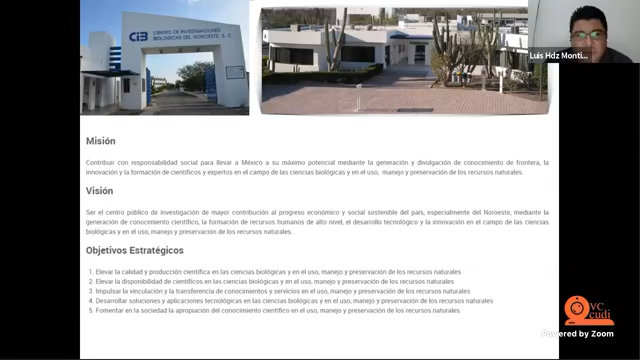 CiB CENTRO DE INVESTIGACIONES
BIOLÓGICAS DEL NOROESTE, S. C.
Luis Hdz Monti...
Misión
Contribuir con responsabilidad social para llevar a México a su máximo potencial mediante la generación y divulgación de conocimiento de frontera, la
innovación y la formación de científicos y expertos en el campo de las ciencias biológicas y en el uso, manejo y preservación de los recursos naturales.
Visión
Ser el centro público de investigación de mayor contribución al progreso económico y social sostenible del país, especialmente del Noroeste, mediante la
generación de conocimiento científico, la formación de recursos humanos de alto nivel, el desarrollo tecnológico y la innovación en el campo de las ciencias
biológicas y en el uso, manejo y preservación de los recursos naturales.
Objetivos Estratégicos
1. Elevar la calidad y producción científica en las ciencias biológicas y en el uso, manejo y preservación de los recursos naturales
2. Elevar la disponibilidad de científicos en las ciencias biológicas y en el uso, manejo y preservación de los recursos naturales
3. Impulsar la vinculación y la transferencia de conocimientos y servicios en el uso, manejo y preservación de los recursos naturales
4. Desarrollar soluciones y aplicaciones tecnológicas en las ciencias biológicas y en el uso, manejo y preservación de los recursos naturales
5. Fomentar en la sociedad la apropiación del conocimiento científico en el uso, manejo y preservación de los recursos naturales
VC
cudi
Powered by Zoom